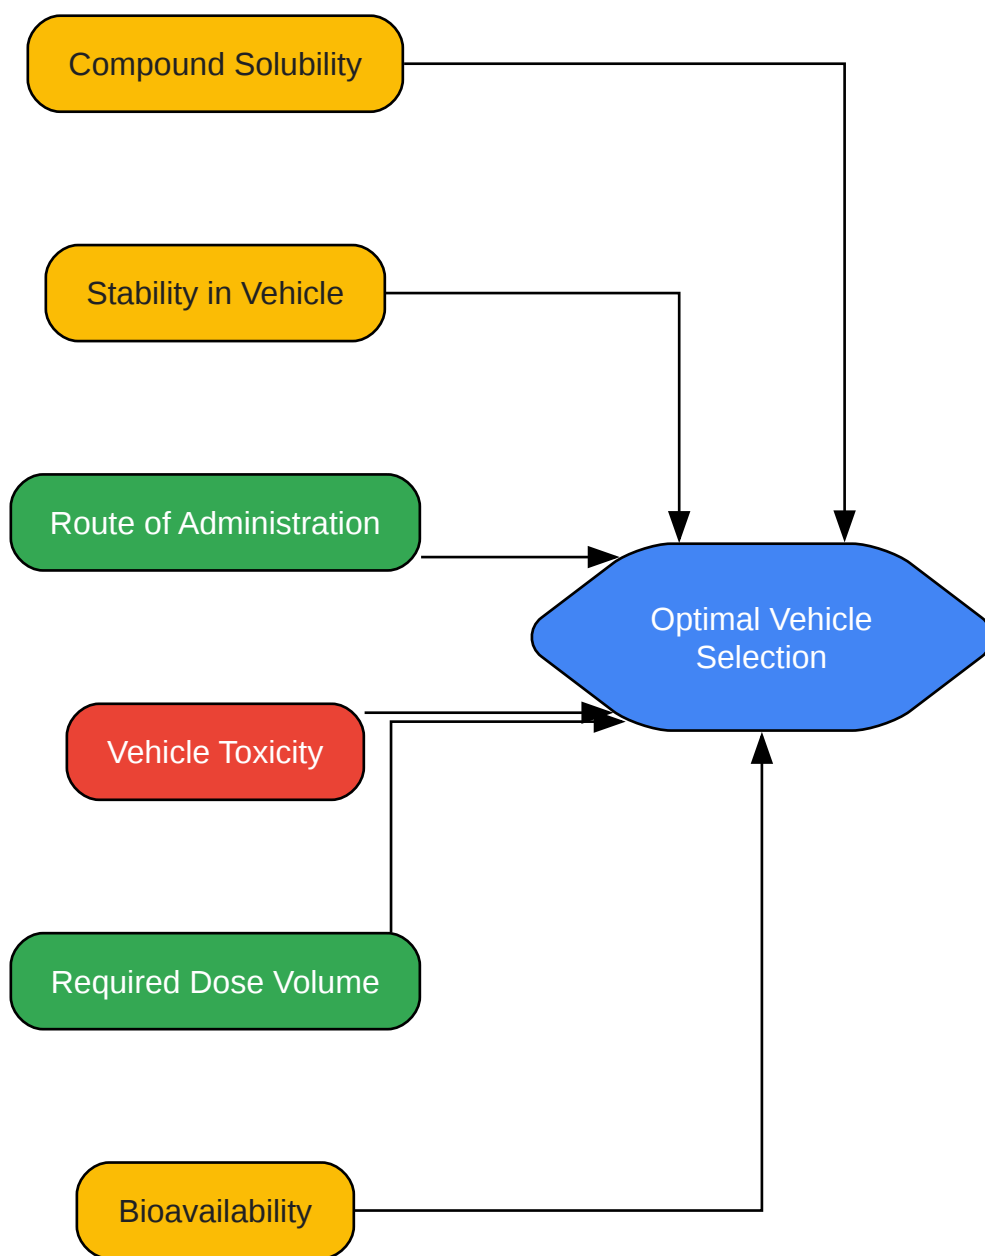 Compound Solubility
Stability in Vehicle
Route of Administration
Optimal Vehicle
Selection
Vehicle Toxicity
Required Dose Volume
Bioavailability